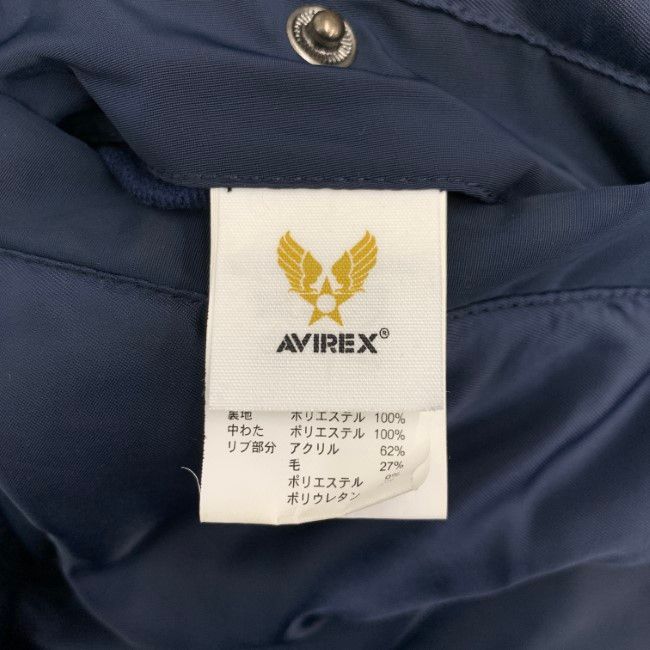 AVIREX®
裏地 ポリエステル 100%
中わた ポリエステル 100%
リブ部分 アクリル 62%
毛 27%
ポリエステル
ポリウレタン